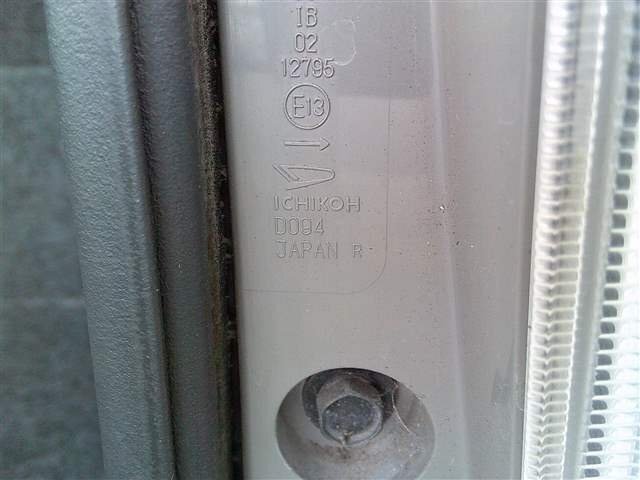 IB
02
12795
E13
ICHIKOH
D094
JAPAN R